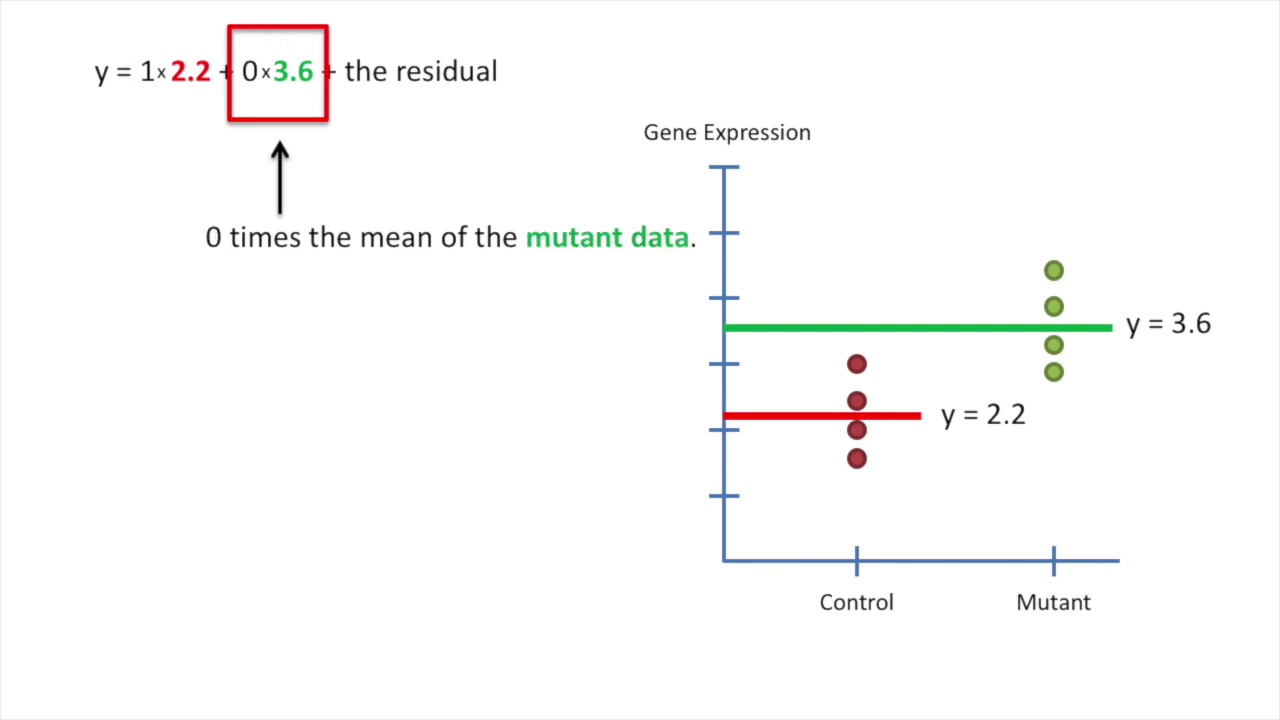 y = 1 x 2.2 + 0 x 3.6 + the residual
0 times the mean of the mutant data.
Gene Expression
y = 3.6
y = 2.2
Control
Mutant